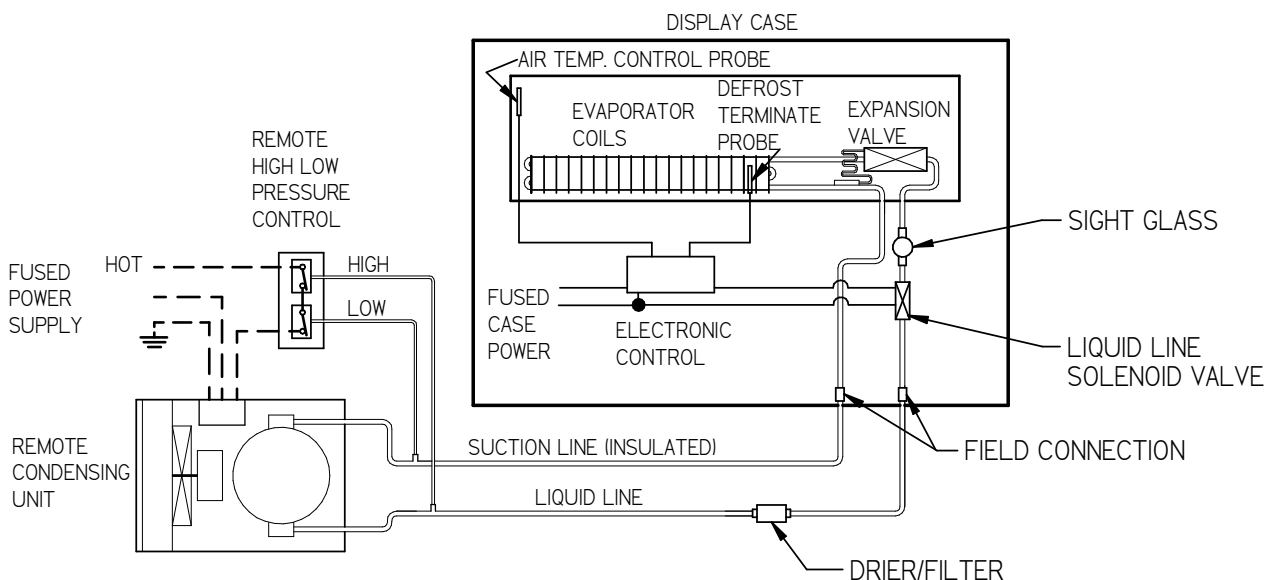 DISPLAY CASE
AIR TEMP. CONTROL PROBE
DEFROST
TERMINATE
PROBE
EVAPORATOR
COILS
EXPANSION
VALVE
REMOTE
HIGH LOW
PRESSURE
CONTROL
SIGHT GLASS
HOT
HIGH
FUSED
POWER
SUPPLY
LOW
FUSED
CASE
POWER
ELECTRONIC
CONTROL
LIQUID LINE
SOLENOID VALVE
REMOTE
CONDENSING
UNIT
SUCTION LINE (INSULATED)
FIELD CONNECTION
LIQUID LINE
DRIER/FILTER